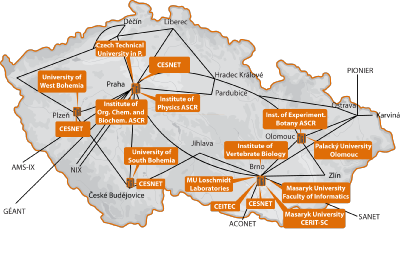 Děčín
Liberec
Czech Technical
University in P.
CESNET
University of
West Bohemia
Praha
Hradec Králové
Pardubice
PIONIER
Institute of
Physics ASCR
Institute of
Org. Chem. and
Biochem. ASCR
Plzeň
CESNET
Inst. of Experiment.
Botany ASCR
Ostrava
Karviná
Olomouc
Palacký University
Olomouc
Institute of
Vertebrate Biology
Jihlava
University of
South Bohemia
CESNET
AMS-IX
NIX
České Budějovice
GÉANT
Brno
MU Loschmidt
Laboratories
Zlín
Masaryk University
Faculty of Informatics
CEITEC
CESNET
Masaryk University
CERIT-SC
ACONET
SANET